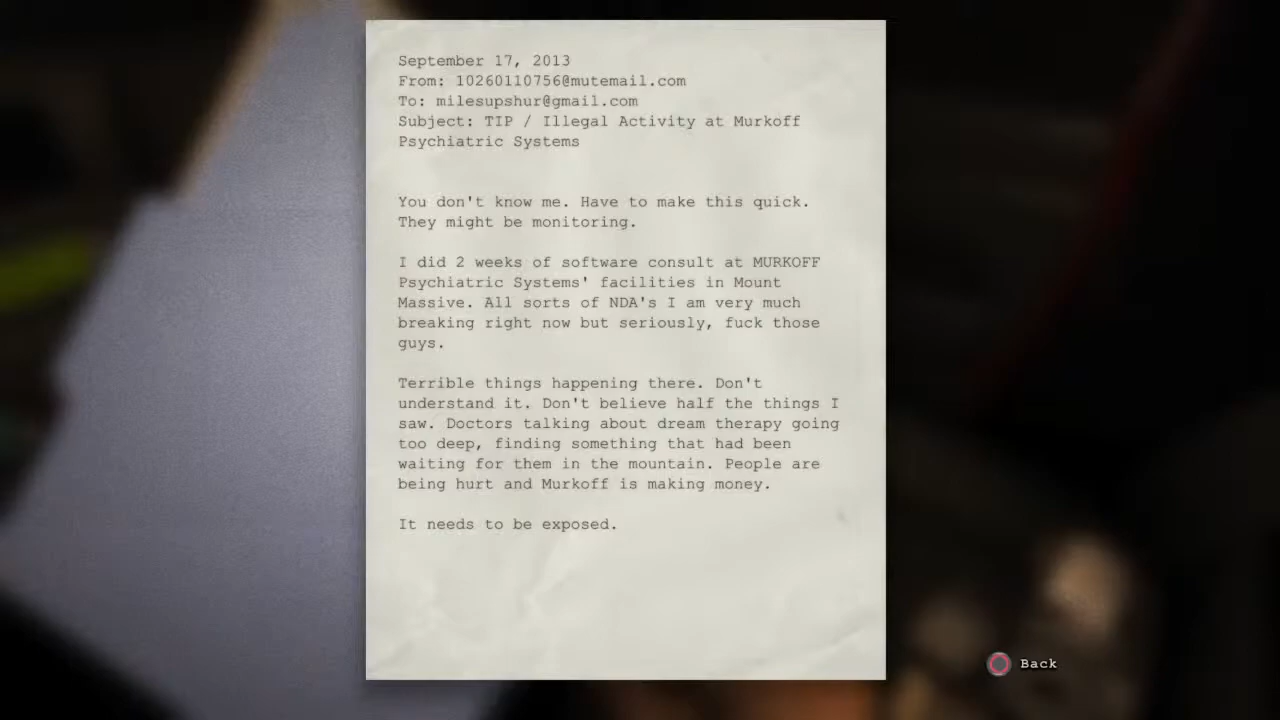 September 17, 2013
From: 10260110756@mutemail.com
To: milesupshur@gmail.com
Subject: TIP / Illegal Activity at Murkoff
Psychiatric Systems
You don't know me. Have to make this quick.
They might be monitoring.
I did 2 weeks of software consult at MURKOFF
Psychiatric Systems' facilities in Mount
Massive. All sorts of NDA's I am very much
breaking right now but seriously, fuck those
guys.
Terrible things happening there. Don't
understand it. Don't believe half the things I
saw. Doctors talking about dream therapy going
too deep, finding something that had been
waiting for them in the mountain. People are
being hurt and Murkoff is making money.
It needs to be exposed.
Back